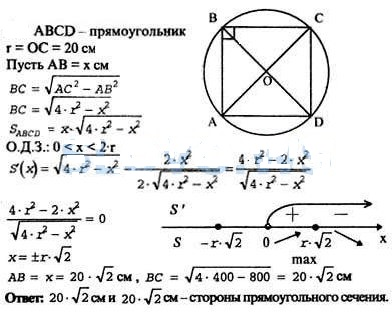 ABCD – прямоугольник
r = OC = 20 см
Пусть AB = x см
BC = √(AC² − AB²)
BC = √(4·r² − x²)
S_ABCD = x·√(4·r² − x²)
О.Д.З.: 0 < x < 2·r
S'(x) = √(4·r² − x²) − (2·x²)/(2·√(4·r² − x²)) = (4·r² − 2·x²)/√(4·r² − x²)
(4·r² − 2·x²)/√(4·r² − x²) = 0
x = ±r·√2
AB = x = 20·√2 см, BC = √(4·400 − 800) = 20·√2 см
Ответ: 20·√2 см и 20·√2 см – стороны прямоугольного сечения.
B C
O
A D
S' + −
S −r·√2 0 r·√2 x
max